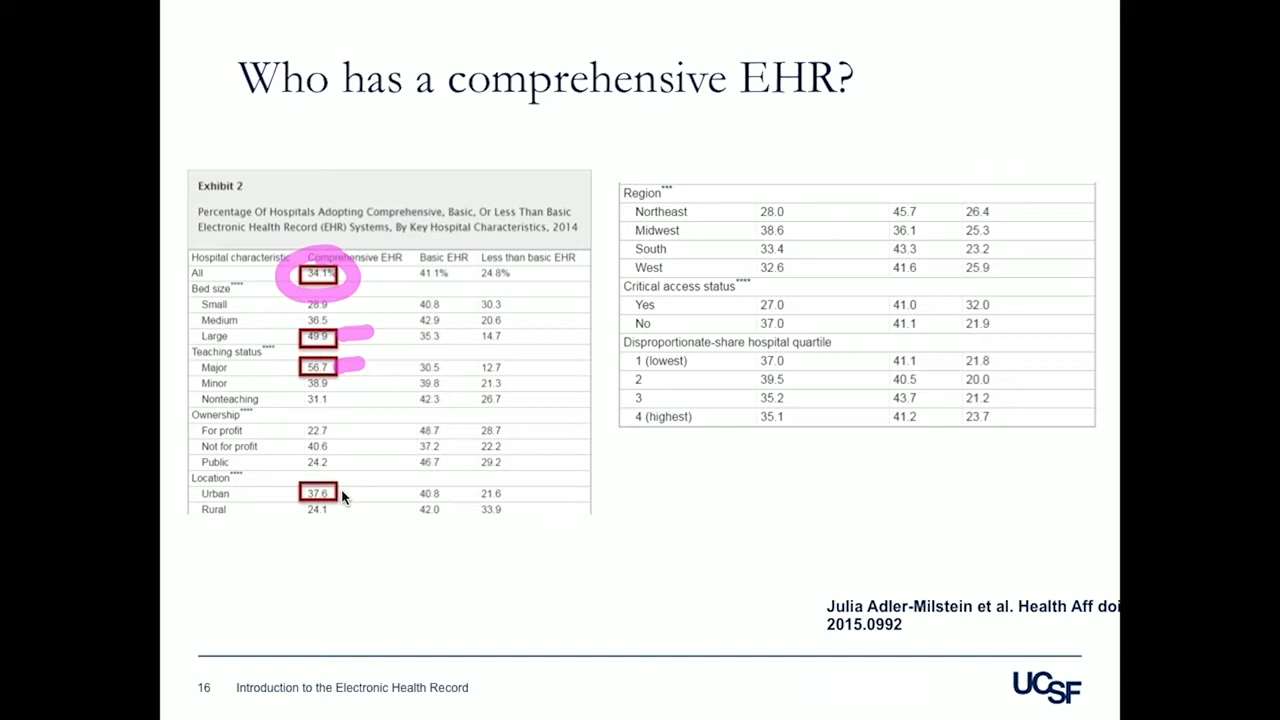 Who has a comprehensive EHR?
Exhibit 2
Percentage Of Hospitals Adopting Comprehensive, Basic, Or Less Than Basic
Electronic Health Record (EHR) Systems, By Key Hospital Characteristics, 2014
Hospital characteristic Comprehensive EHR Basic EHR Less than basic EHR
All 34.1% 41.1% 24.8%
Bed size****
Small 28.9 40.8 30.3
Medium 36.5 42.9 20.6
Large 49.9 35.3 14.7
Teaching status****
Major 56.7 30.5 12.7
Minor 38.9 39.8 21.3
Nonteaching 31.1 42.3 26.7
Ownership****
For profit 22.7 48.7 28.7
Not for profit 40.6 37.2 22.2
Public 24.2 46.7 29.2
Location****
Urban 37.6 40.8 21.6
Rural 24.1 42.0 33.9
Region***
Northeast 28.0 45.7 26.4
Midwest 38.6 36.1 25.3
South 33.4 43.3 23.2
West 32.6 41.6 25.9
Critical access status****
Yes 27.0 41.0 32.0
No 37.0 41.1 21.9
Disproportionate-share hospital quartile
1 (lowest) 37.0 41.1 21.8
2 39.5 40.5 20.0
3 35.2 43.7 21.2
4 (highest) 35.1 41.2 23.7
Julia Adler-Milstein et al. Health Aff doi
2015.0992
16 Introduction to the Electronic Health Record
UCSF